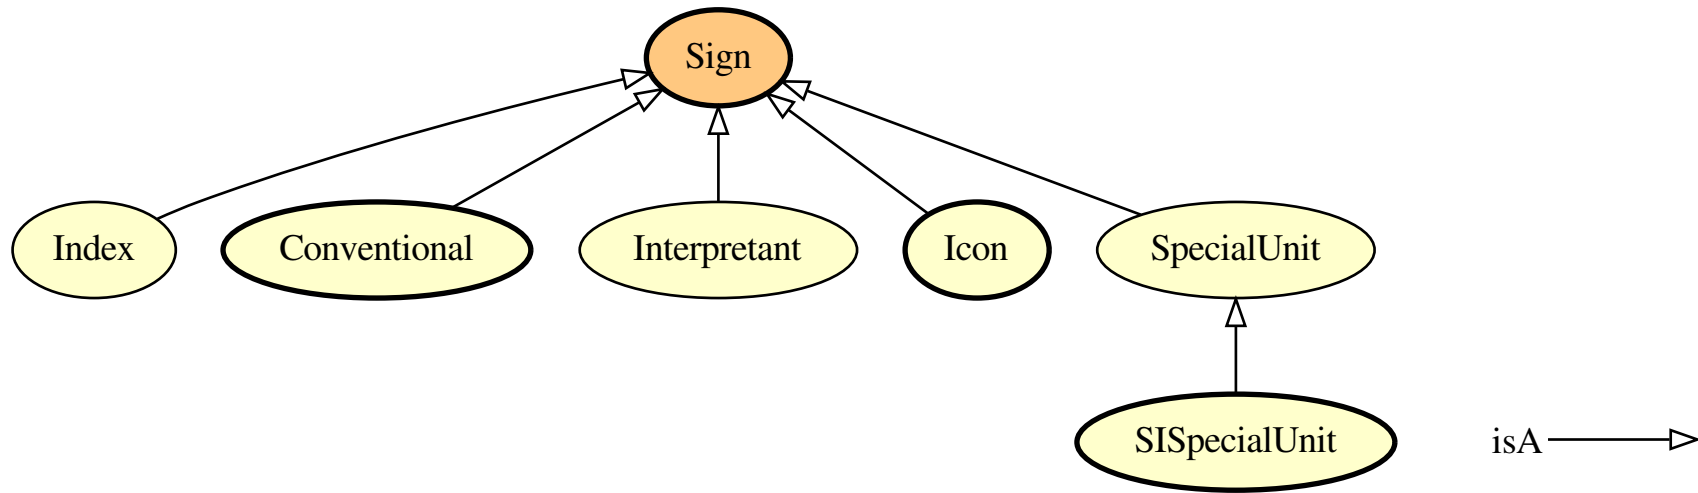 Sign
Index
Conventional
Interpretant
Icon
SpecialUnit
SISpecialUnit
isA